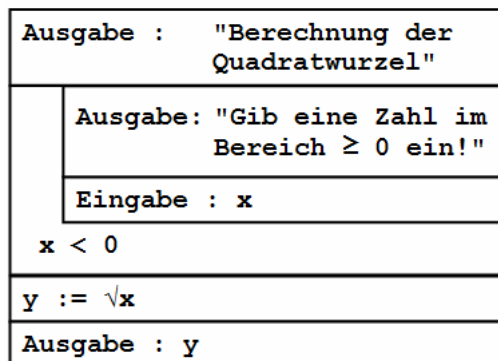 Ausgabe : "Berechnung der
Quadratwurzel"
Ausgabe: "Gib eine Zahl im
Bereich ≥ 0 ein!"
Eingabe : x
x < 0
y := √x
Ausgabe : y